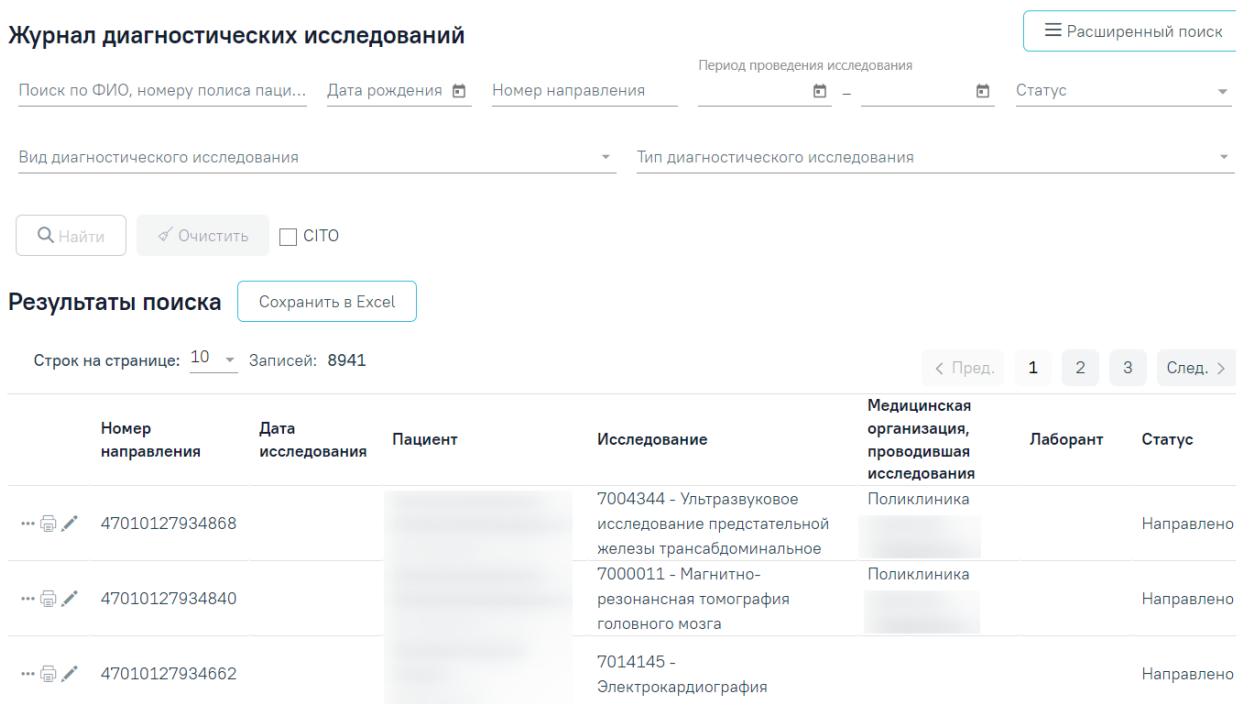 Журнал диагностических исследований
Расширенный поиск
Период проведения исследования
Поиск по ФИО, номеру полиса паци... Дата рождения Номер направления – Статус
Вид диагностического исследования Тип диагностического исследования
Найти Очистить CITO
Результаты поиска Сохранить в Excel
Строк на странице: 10 Записей: 8941
< Пред. 1 2 3 След. >
Номер направления
Дата исследования
Пациент
Исследование
Медицинская
организация,
проводившая
исследования
Лаборант
Статус
47010127934868
7004344 - Ультразвуковое
исследование предстательной
железы трансабдоминальное
Поликлиника
Направлено
47010127934840
7000011 - Магнитно-
резонансная томография
головного мозга
Поликлиника
Направлено
47010127934662
7014145 -
Электрокардиография
Направлено